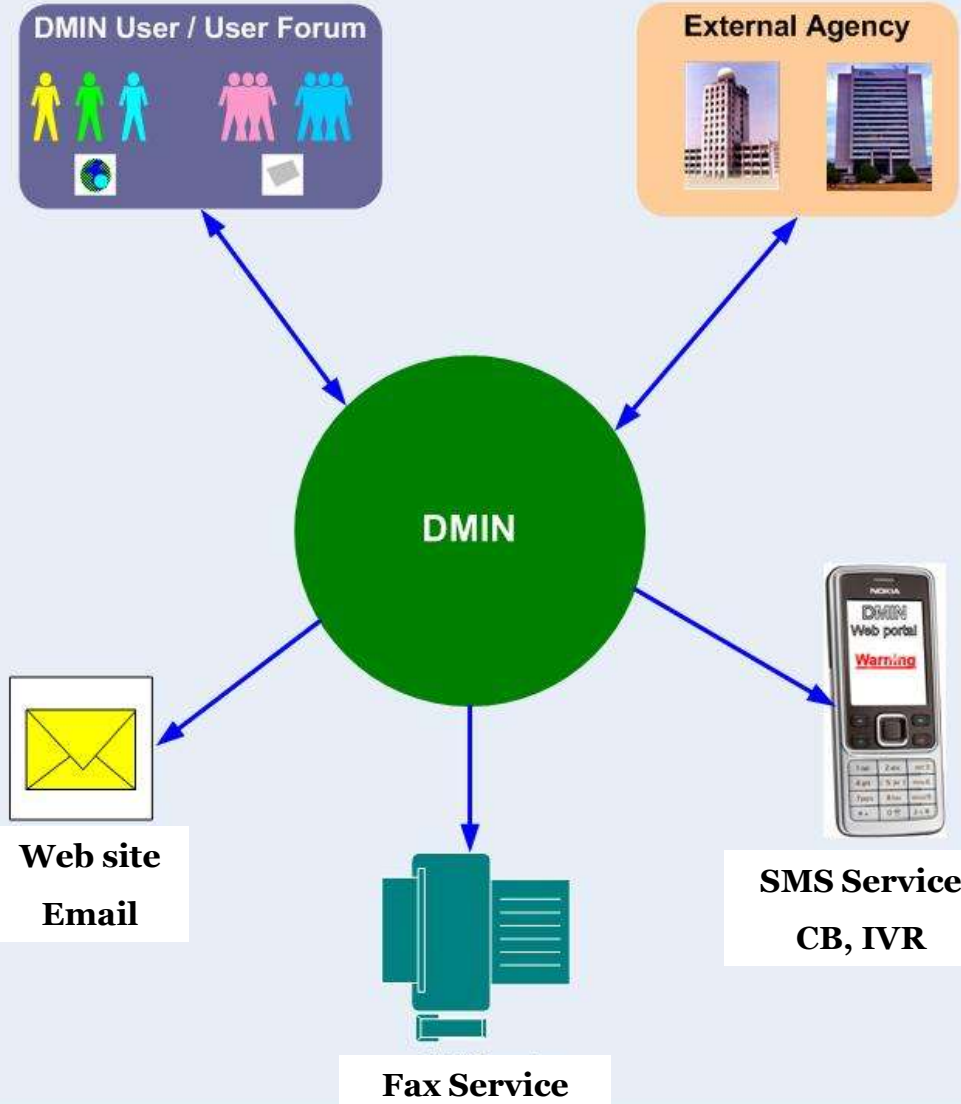 DMIN User / User Forum
External Agency
DMIN
NOKIA
DMIN
Web portal
Warning
Web site
Email
SMS Service
CB, IVR
Fax Service